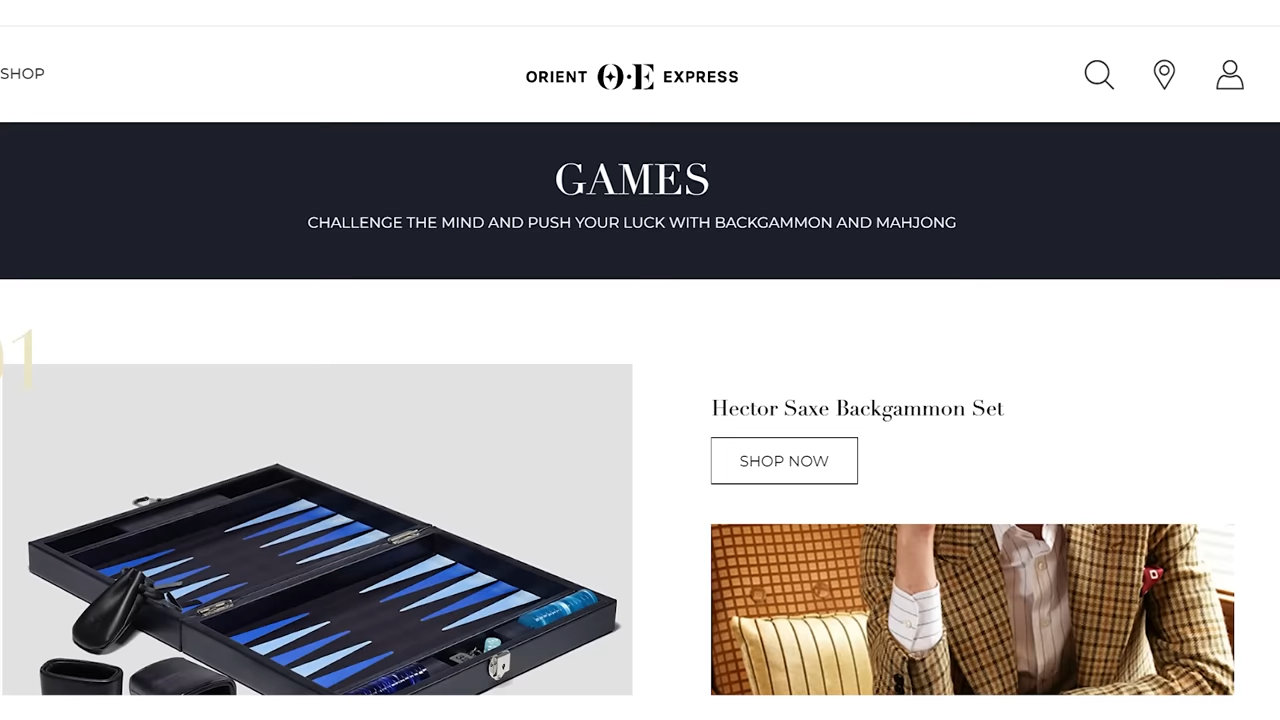 SHOP
ORIENT O·E EXPRESS
GAMES
CHALLENGE THE MIND AND PUSH YOUR LUCK WITH BACKGAMMON AND MAHJONG
01
Hector Saxe Backgammon Set
SHOP NOW